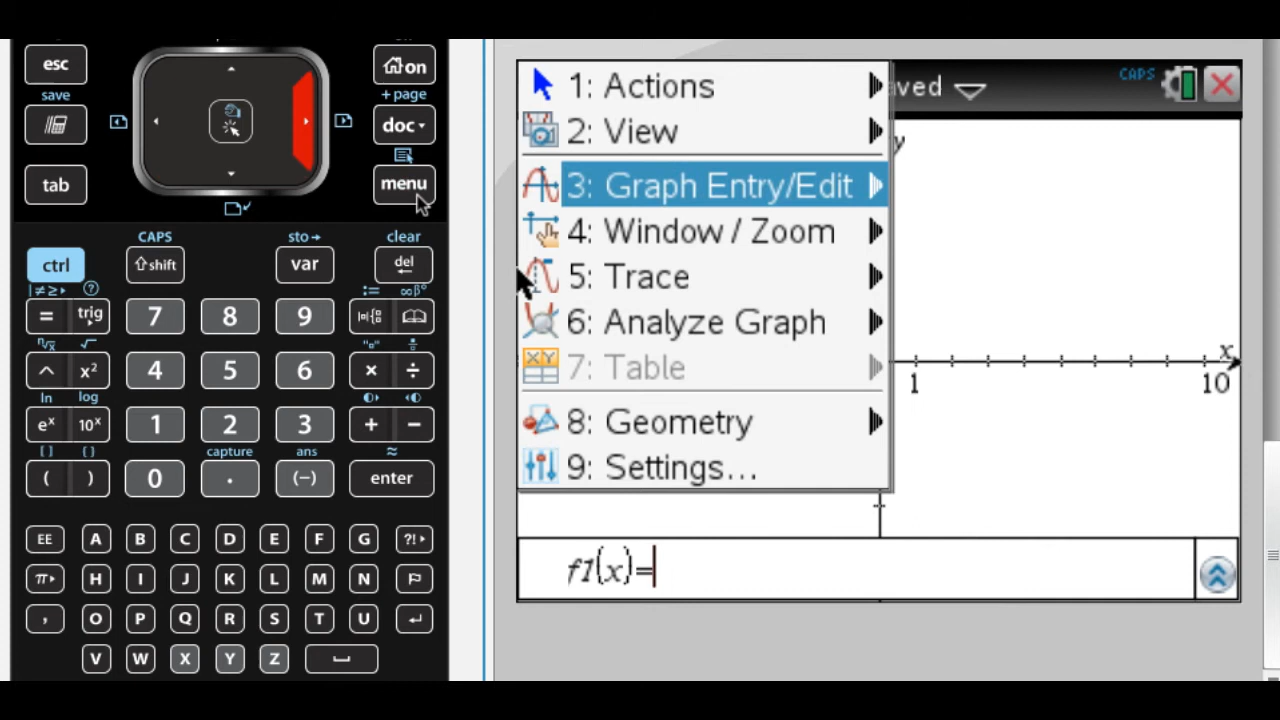 esc
on
save
+ page
doc
tab
menu
CAPS
sto→
clear
ctrl
shift
var
del
|≠≥▸ ?
:= ∞β°
= trig 7 8 9 |▫|{▫
ⁿ√x √
"▫" ▫/▫
^ x² 4 5 6 × ÷
ln log
eˣ 10ˣ 1 2 3 + −
[ ] { }
capture
ans
≈
( ) 0 . (−) enter
EE A B C D E F G ?!▸
π▸ H I J K L M N
, O P Q R S T U ↵
V W X Y Z
1: Actions
2: View
3: Graph Entry/Edit
4: Window / Zoom
5: Trace
6: Analyze Graph
7: Table
8: Geometry
9: Settings…
CAPS
y
x
1
10
f1(x)=
XY